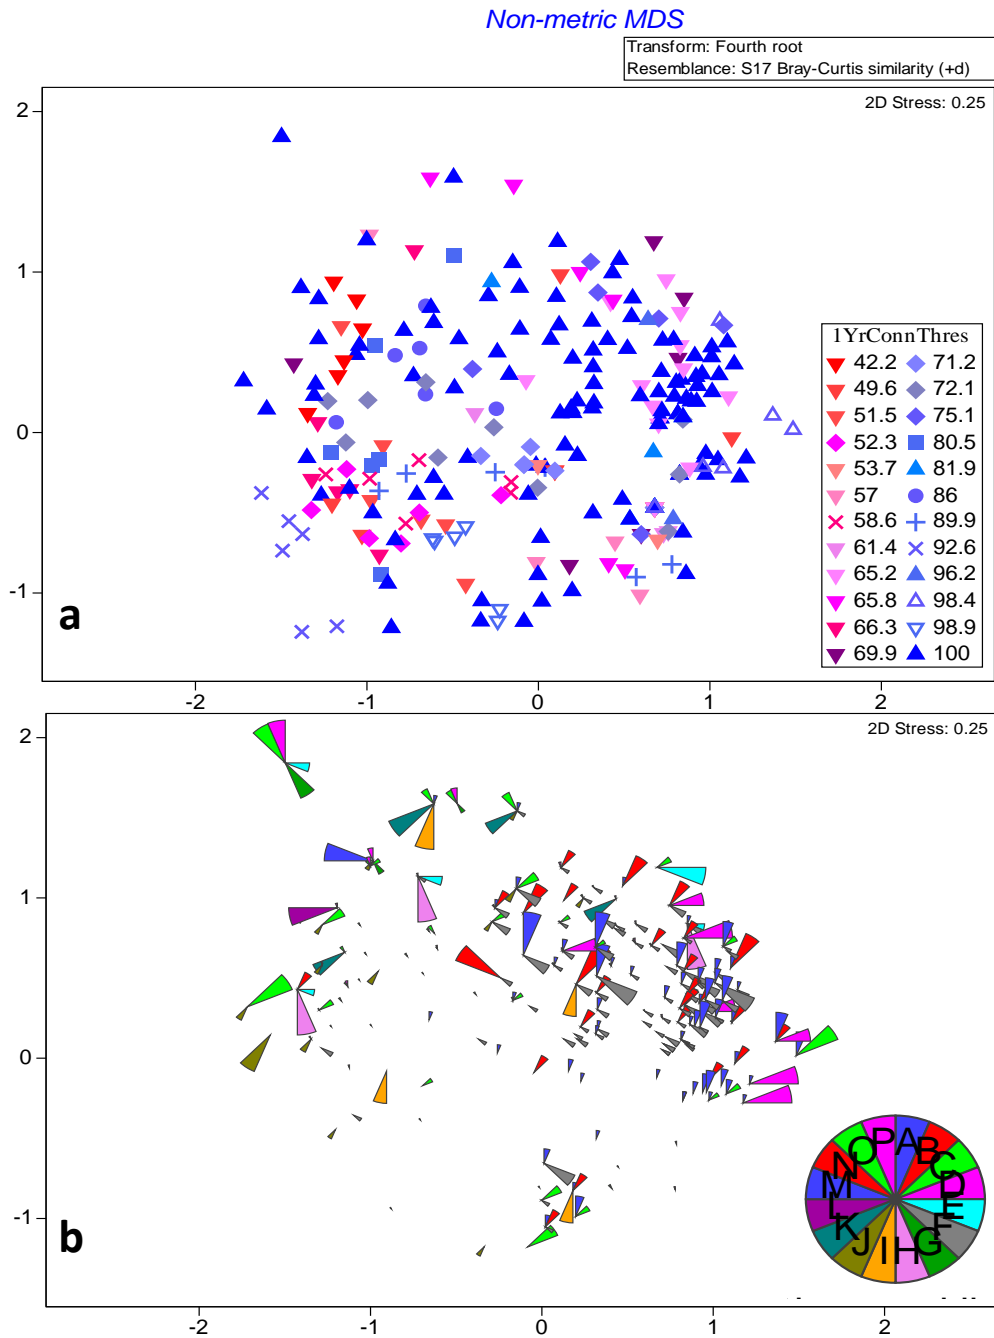 Non-metric MDS
Transform: Fourth root
Resemblance: S17 Bray-Curtis similarity (+d)
2D Stress: 0.25
2
1
0
-1
-2 -1 0 1 2
1YrConnThres
42.2 71.2
49.6 72.1
51.5 75.1
52.3 80.5
53.7 81.9
57 86
58.6 89.9
61.4 92.6
65.2 96.2
65.8 98.4
66.3 98.9
69.9 100
a
2D Stress: 0.25
2
1
0
-1
-2 -1 0 1 2
A
B
C
D
E
F
G
H
I
J
K
L
M
N
O
P
b